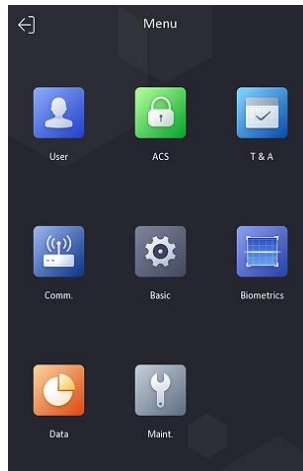 Menu
User
ACS
T & A
Comm.
Basic
Biometrics
Data
Maint.